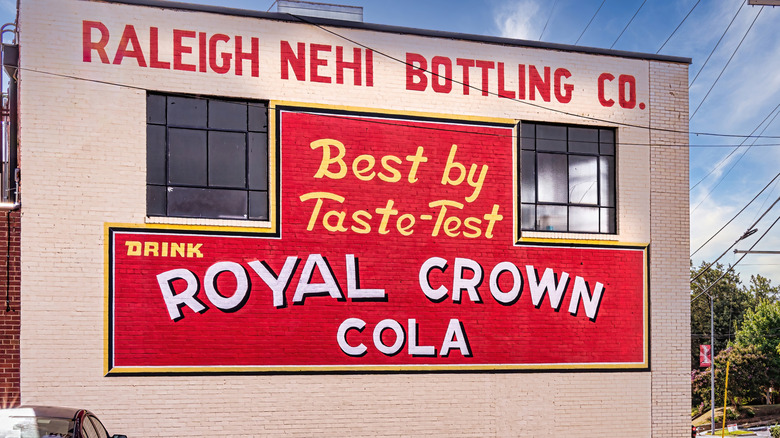 RALEIGH NEHI BOTTLING CO.
Best by
Taste-Test
DRINK
ROYAL CROWN
COLA